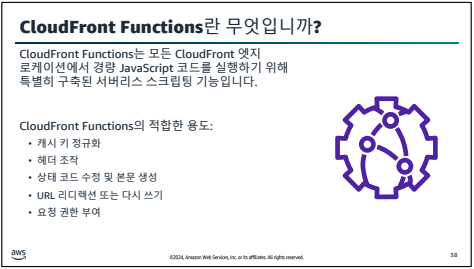 CloudFront Functions란 무엇입니까?
CloudFront Functions는 모든 CloudFront 엣지
로케이션에서 경량 JavaScript 코드를 실행하기 위해
특별히 구축된 서버리스 스크립팅 기능입니다.
CloudFront Functions의 적합한 용도:
• 캐시 키 정규화
• 헤더 조작
• 상태 코드 수정 및 본문 생성
• URL 리디렉션 또는 다시 쓰기
• 요청 권한 부여
aws
©2024, Amazon Web Services, Inc. or its affiliates. All rights reserved.
38